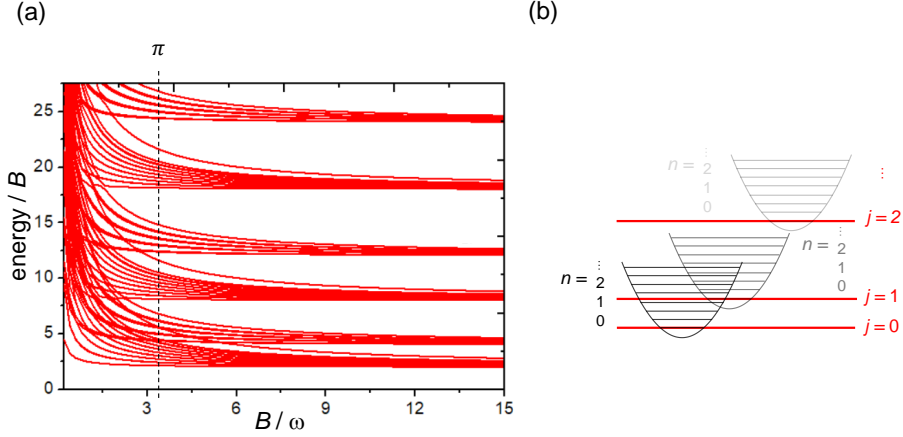 (a)
(b)
π
25
20
15
10
5
0
energy / B
3
6
9
12
15
B / ω
n =
⋮
2
1
0
⋮
j = 2
n =
⋮
2
1
0
n =
⋮
2
1
0
j = 1
j = 0